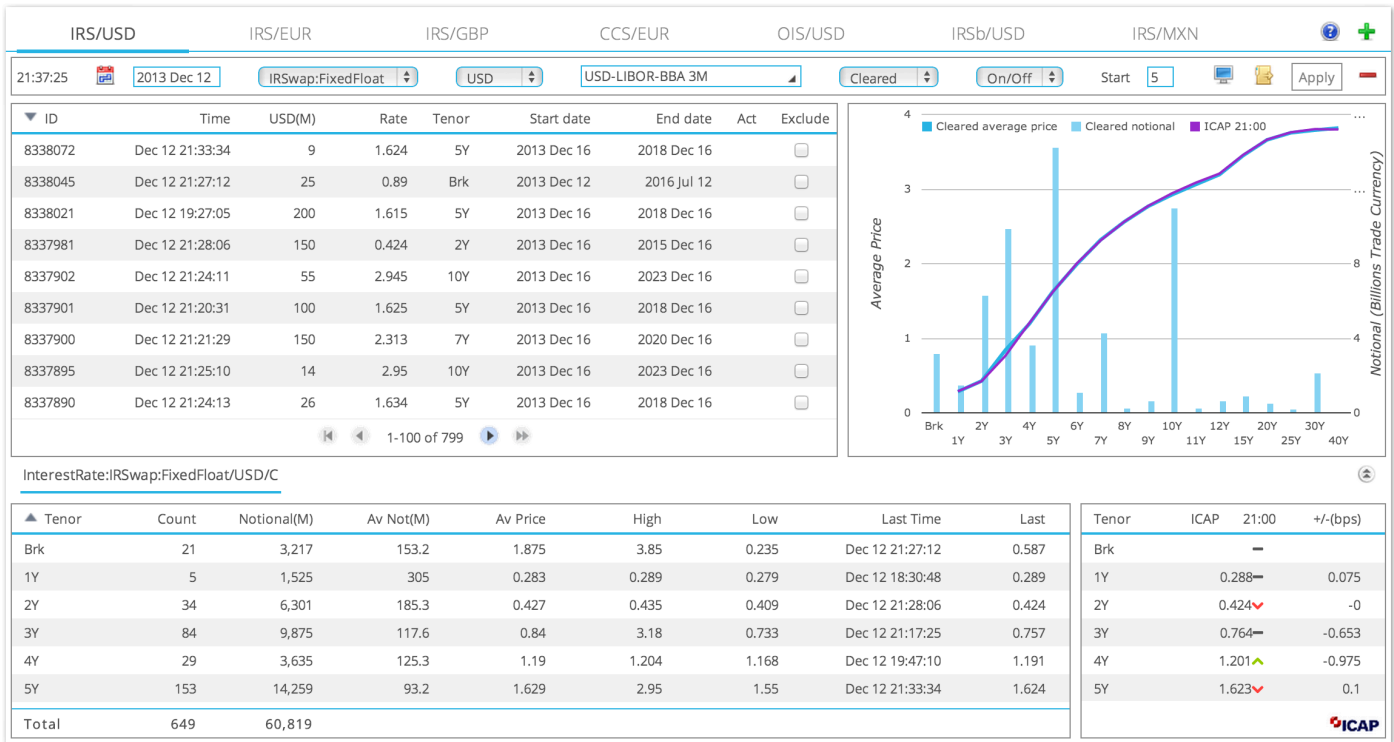 IRS/USD IRS/EUR IRS/GBP CCS/EUR OIS/USD IRSb/USD IRS/MXN
21:37:25 2013 Dec 12 IRSwap:FixedFloat USD USD-LIBOR-BBA 3M Cleared On/Off Start 5 Apply
ID Time USD(M) Rate Tenor Start date End date Act Exclude
8338072 Dec 12 21:33:34 9 1.624 5Y 2013 Dec 16 2018 Dec 16
8338045 Dec 12 21:27:12 25 0.89 Brk 2013 Dec 12 2016 Jul 12
8338021 Dec 12 19:27:05 200 1.615 5Y 2013 Dec 16 2018 Dec 16
8337981 Dec 12 21:28:06 150 0.424 2Y 2013 Dec 16 2015 Dec 16
8337902 Dec 12 21:24:11 55 2.945 10Y 2013 Dec 16 2023 Dec 16
8337901 Dec 12 21:20:31 100 1.625 5Y 2013 Dec 16 2018 Dec 16
8337900 Dec 12 21:21:29 150 2.313 7Y 2013 Dec 16 2020 Dec 16
8337895 Dec 12 21:25:10 14 2.95 10Y 2013 Dec 16 2023 Dec 16
8337890 Dec 12 21:24:13 26 1.634 5Y 2013 Dec 16 2018 Dec 16
1-100 of 799
Cleared average price Cleared notional ICAP 21:00
Average Price
4
3
2
1
0
...
...
8
4
0
Notional (Billions Trade Currency)
Brk 2Y 4Y 6Y 8Y 10Y 12Y 20Y 30Y
1Y 3Y 5Y 7Y 9Y 11Y 15Y 25Y 40Y
InterestRate:IRSwap:FixedFloat/USD/C
Tenor Count Notional(M) Av Not(M) Av Price High Low Last Time Last
Brk 21 3,217 153.2 1.875 3.85 0.235 Dec 12 21:27:12 0.587
1Y 5 1,525 305 0.283 0.289 0.279 Dec 12 18:30:48 0.289
2Y 34 6,301 185.3 0.427 0.435 0.409 Dec 12 21:28:06 0.424
3Y 84 9,875 117.6 0.84 3.18 0.733 Dec 12 21:17:25 0.757
4Y 29 3,635 125.3 1.19 1.204 1.168 Dec 12 19:47:10 1.191
5Y 153 14,259 93.2 1.629 2.95 1.55 Dec 12 21:33:34 1.624
Total 649 60,819
Tenor ICAP 21:00 +/-(bps)
Brk
1Y 0.288 0.075
2Y 0.424 -0
3Y 0.764 -0.653
4Y 1.201 -0.975
5Y 1.623 0.1
ICAP